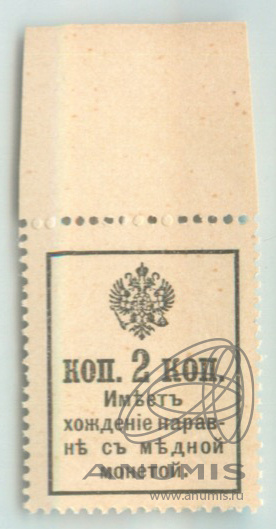 КОП. 2 КОП.
Имѣетъ
хожденіе нарав-
нѣ съ мѣдной
монетой.
ANUMIS
www.anumis.ru